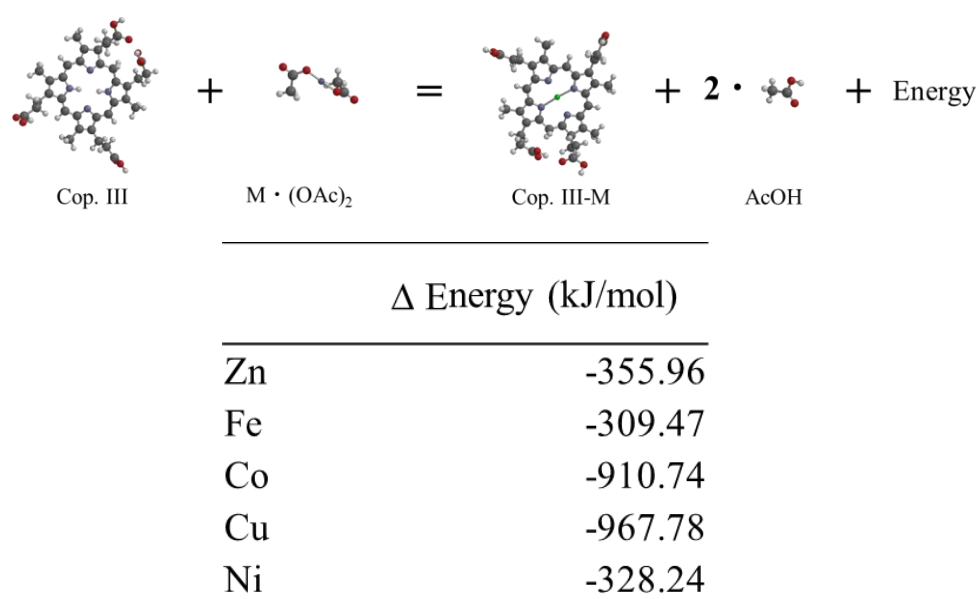 + = + 2 · + Energy
Cop. III M · (OAc)2 Cop. III-M AcOH
Δ Energy (kJ/mol)
Zn -355.96
Fe -309.47
Co -910.74
Cu -967.78
Ni -328.24